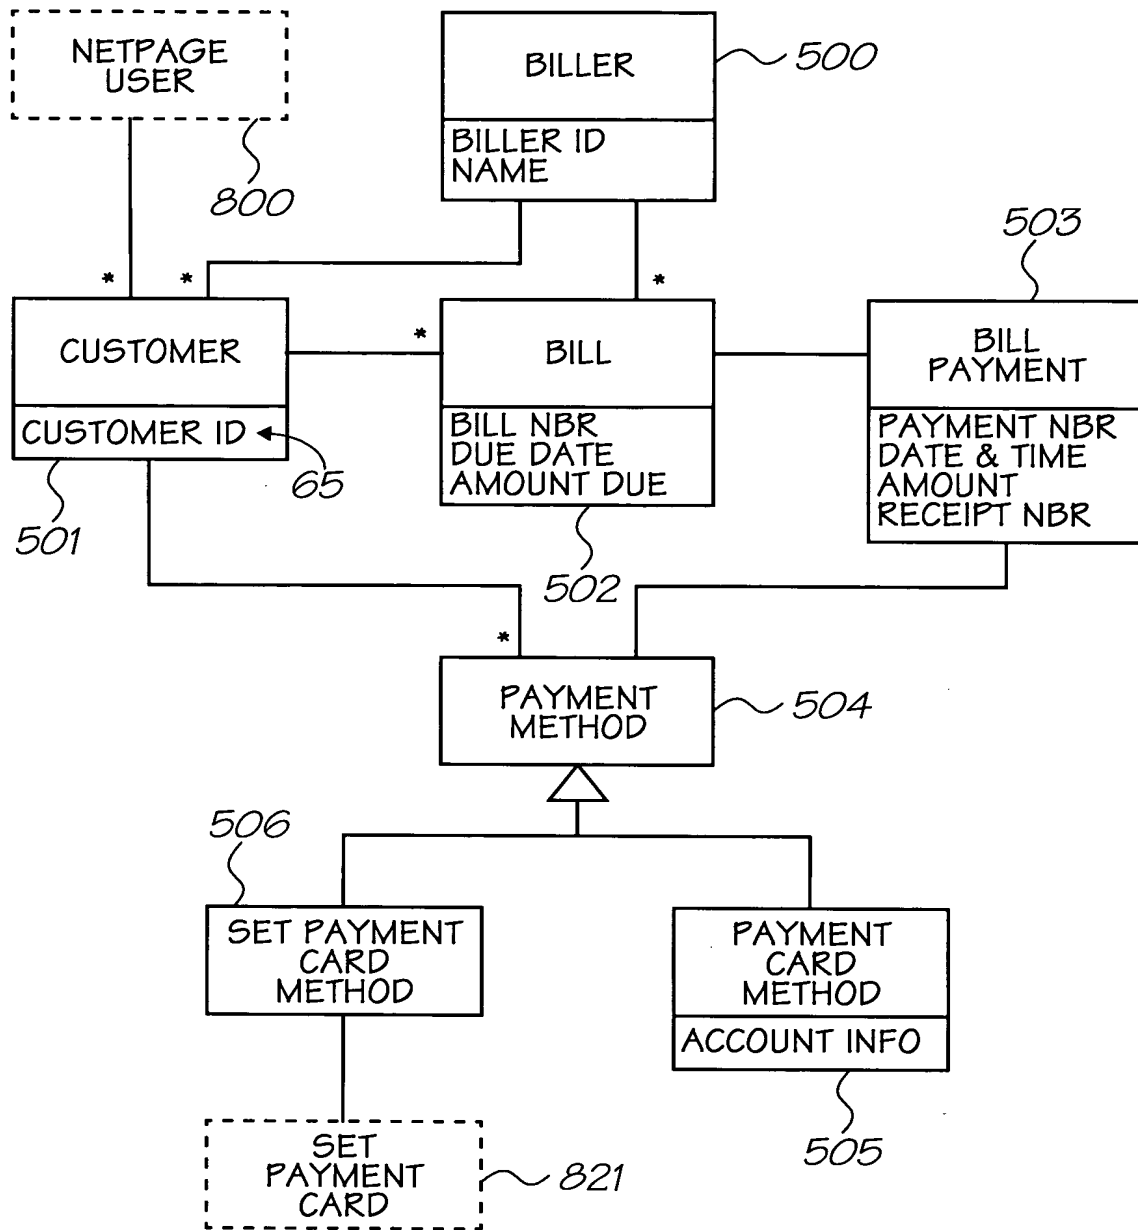 NETPAGE
USER
800
BILLER
500
BILLER ID
NAME
503
*
*
*
CUSTOMER
*
BILL
BILL
PAYMENT
CUSTOMER ID
65
501
BILL NBR
DUE DATE
AMOUNT DUE
502
PAYMENT NBR
DATE & TIME
AMOUNT
RECEIPT NBR
*
PAYMENT
METHOD
504
506
SET PAYMENT
CARD
METHOD
PAYMENT
CARD
METHOD
ACCOUNT INFO
505
SET
PAYMENT
CARD
821